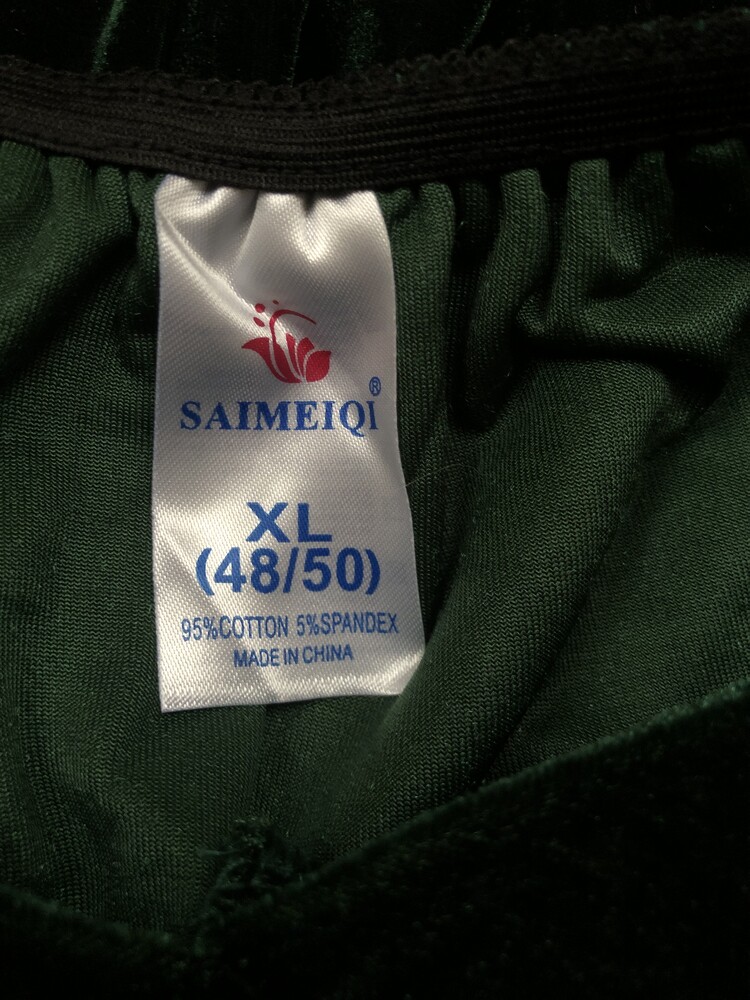 SAIMEIQI®
XL
(48/50)
95%COTTON 5%SPANDEX
MADE IN CHINA